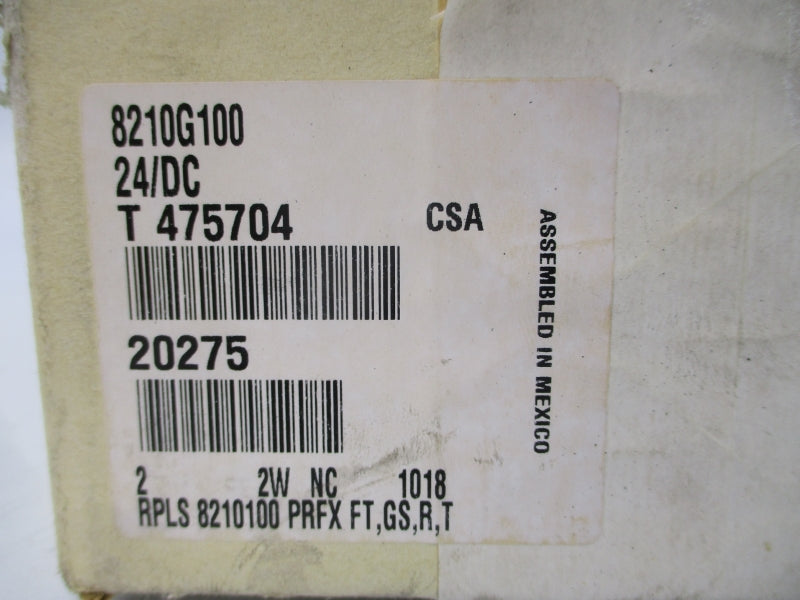 8210G100
24/DC
T 475704 CSA
20275
2 2W NC 1018
RPLS 8210100 PRFX FT,GS,R,T
ASSEMBLED IN MEXICO